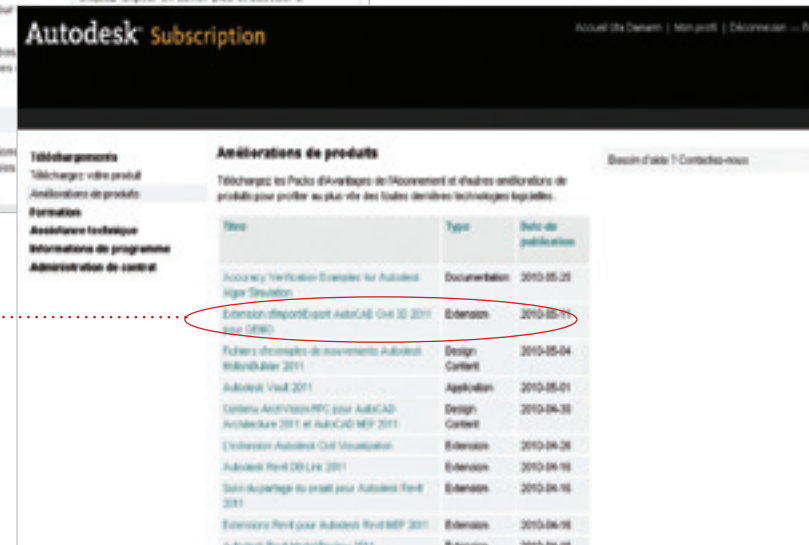 Autodesk Subscription
Accueil | Mon profil | Déconnexion
Téléchargements
Téléchargez votre produit
Améliorations de produits
Formation
Assistance technique
Informations de programme
Administration de contrat
Améliorations de produits
Téléchargez les Packs d'Avantages de l'Abonnement et d'autres améliorations de
produits pour profiter au plus vite des toutes dernières technologies logicielles.
Besoin d'aide ? Contactez-nous
Titre Type Date de
publication
Accuracy Verification Examples for Autodesk Documentation 2010-05-25
Algor Simulation
Extension d'import/Export AutoCAD Civil 3D 2011 Extension 2010-05-11
pour GENIO
Fichiers d'exemples de mouvements Autodesk Design 2010-05-04
MotionBuilder 2011 Content
Autodesk Vault 2011 Application 2010-05-01
Contenu ArchVision RPC pour AutoCAD Design 2010-04-30
Architecture 2011 et AutoCAD MEP 2011 Content
L'extension Autodesk Civil Visualization Extension 2010-04-26
Autodesk Revit DB Link 2011 Extension 2010-04-16
Suivi du partage du projet pour Autodesk Revit Extension 2010-04-16
2011
Extensions Revit pour Autodesk Revit MEP 2011 Extension 2010-04-16